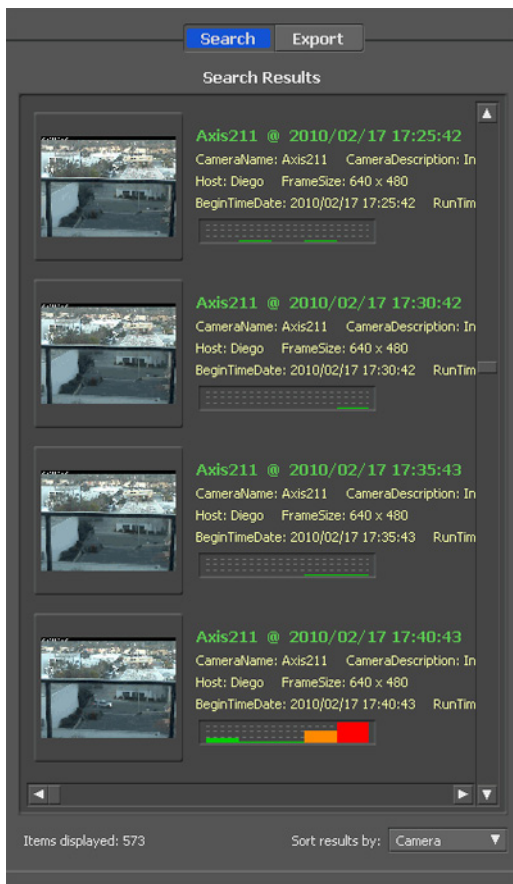 Search Export
Search Results
Axis211 @ 2010/02/17 17:25:42
CameraName: Axis211 CameraDescription: In
Host: Diego FrameSize: 640 x 480
BeginTimeDate: 2010/02/17 17:25:42 RunTim
Axis211 @ 2010/02/17 17:30:42
CameraName: Axis211 CameraDescription: In
Host: Diego FrameSize: 640 x 480
BeginTimeDate: 2010/02/17 17:30:42 RunTim
Axis211 @ 2010/02/17 17:35:43
CameraName: Axis211 CameraDescription: In
Host: Diego FrameSize: 640 x 480
BeginTimeDate: 2010/02/17 17:35:43 RunTim
Axis211 @ 2010/02/17 17:40:43
CameraName: Axis211 CameraDescription: In
Host: Diego FrameSize: 640 x 480
BeginTimeDate: 2010/02/17 17:40:43 RunTim
Items displayed: 573 Sort results by: Camera